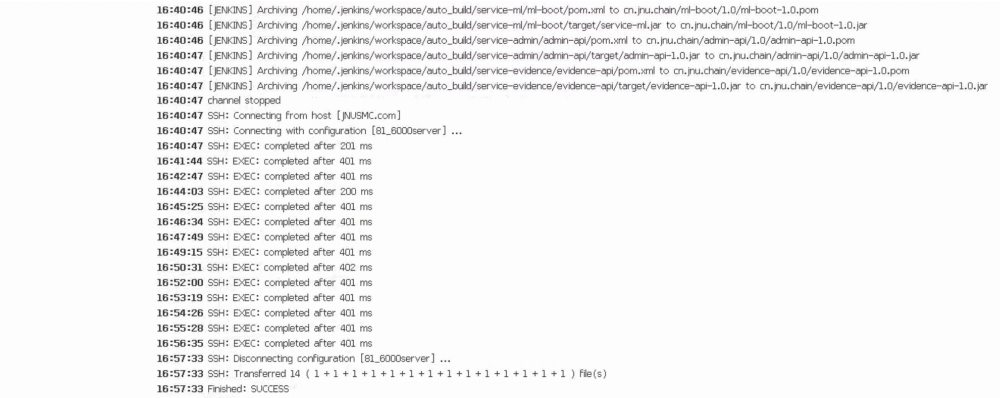 16:40:46 [JENKINS] Archiving /home/.jenkins/workspace/auto_build/service-ml/ml-boot/pom.xml to cn.jnu.chain/ml-boot/1.0/ml-boot-1.0.pom
16:40:46 [JENKINS] Archiving /home/.jenkins/workspace/auto_build/service-ml/ml-boot/target/service-ml.jar to cn.jnu.chain/ml-boot/1.0/ml-boot-1.0.jar
16:40:46 [JENKINS] Archiving /home/.jenkins/workspace/auto_build/service-admin/admin-api/pom.xml to cn.jnu.chain/admin-api/1.0/admin-api-1.0.pom
16:40:47 [JENKINS] Archiving /home/.jenkins/workspace/auto_build/service-admin/admin-api/target/admin-api-1.0.jar to cn.jnu.chain/admin-api/1.0/admin-api-1.0.jar
16:40:47 [JENKINS] Archiving /home/.jenkins/workspace/auto_build/service-evidence/evidence-api/pom.xml to cn.jnu.chain/evidence-api/1.0/evidence-api-1.0.pom
16:40:47 [JENKINS] Archiving /home/.jenkins/workspace/auto_build/service-evidence/evidence-api/target/evidence-api-1.0.jar to cn.jnu.chain/evidence-api/1.0/evidence-api-1.0.jar
16:40:47 channel stopped
16:40:47 SSH: Connecting from host [JNUSMC.com]
16:40:47 SSH: Connecting with configuration [81_6000server] ...
16:40:47 SSH: EXEC: completed after 201 ms
16:41:44 SSH: EXEC: completed after 401 ms
16:42:47 SSH: EXEC: completed after 401 ms
16:44:03 SSH: EXEC: completed after 200 ms
16:45:25 SSH: EXEC: completed after 401 ms
16:46:34 SSH: EXEC: completed after 401 ms
16:47:49 SSH: EXEC: completed after 401 ms
16:49:15 SSH: EXEC: completed after 401 ms
16:50:31 SSH: EXEC: completed after 402 ms
16:52:00 SSH: EXEC: completed after 401 ms
16:53:19 SSH: EXEC: completed after 401 ms
16:54:26 SSH: EXEC: completed after 401 ms
16:55:28 SSH: EXEC: completed after 401 ms
16:56:35 SSH: EXEC: completed after 401 ms
16:57:33 SSH: Disconnecting configuration [81_6000server] ...
16:57:33 SSH: Transferred 14 ( 1 + 1 + 1 + 1 + 1 + 1 + 1 + 1 + 1 + 1 + 1 + 1 + 1 + 1 ) file(s)
16:57:33 Finished: SUCCESS